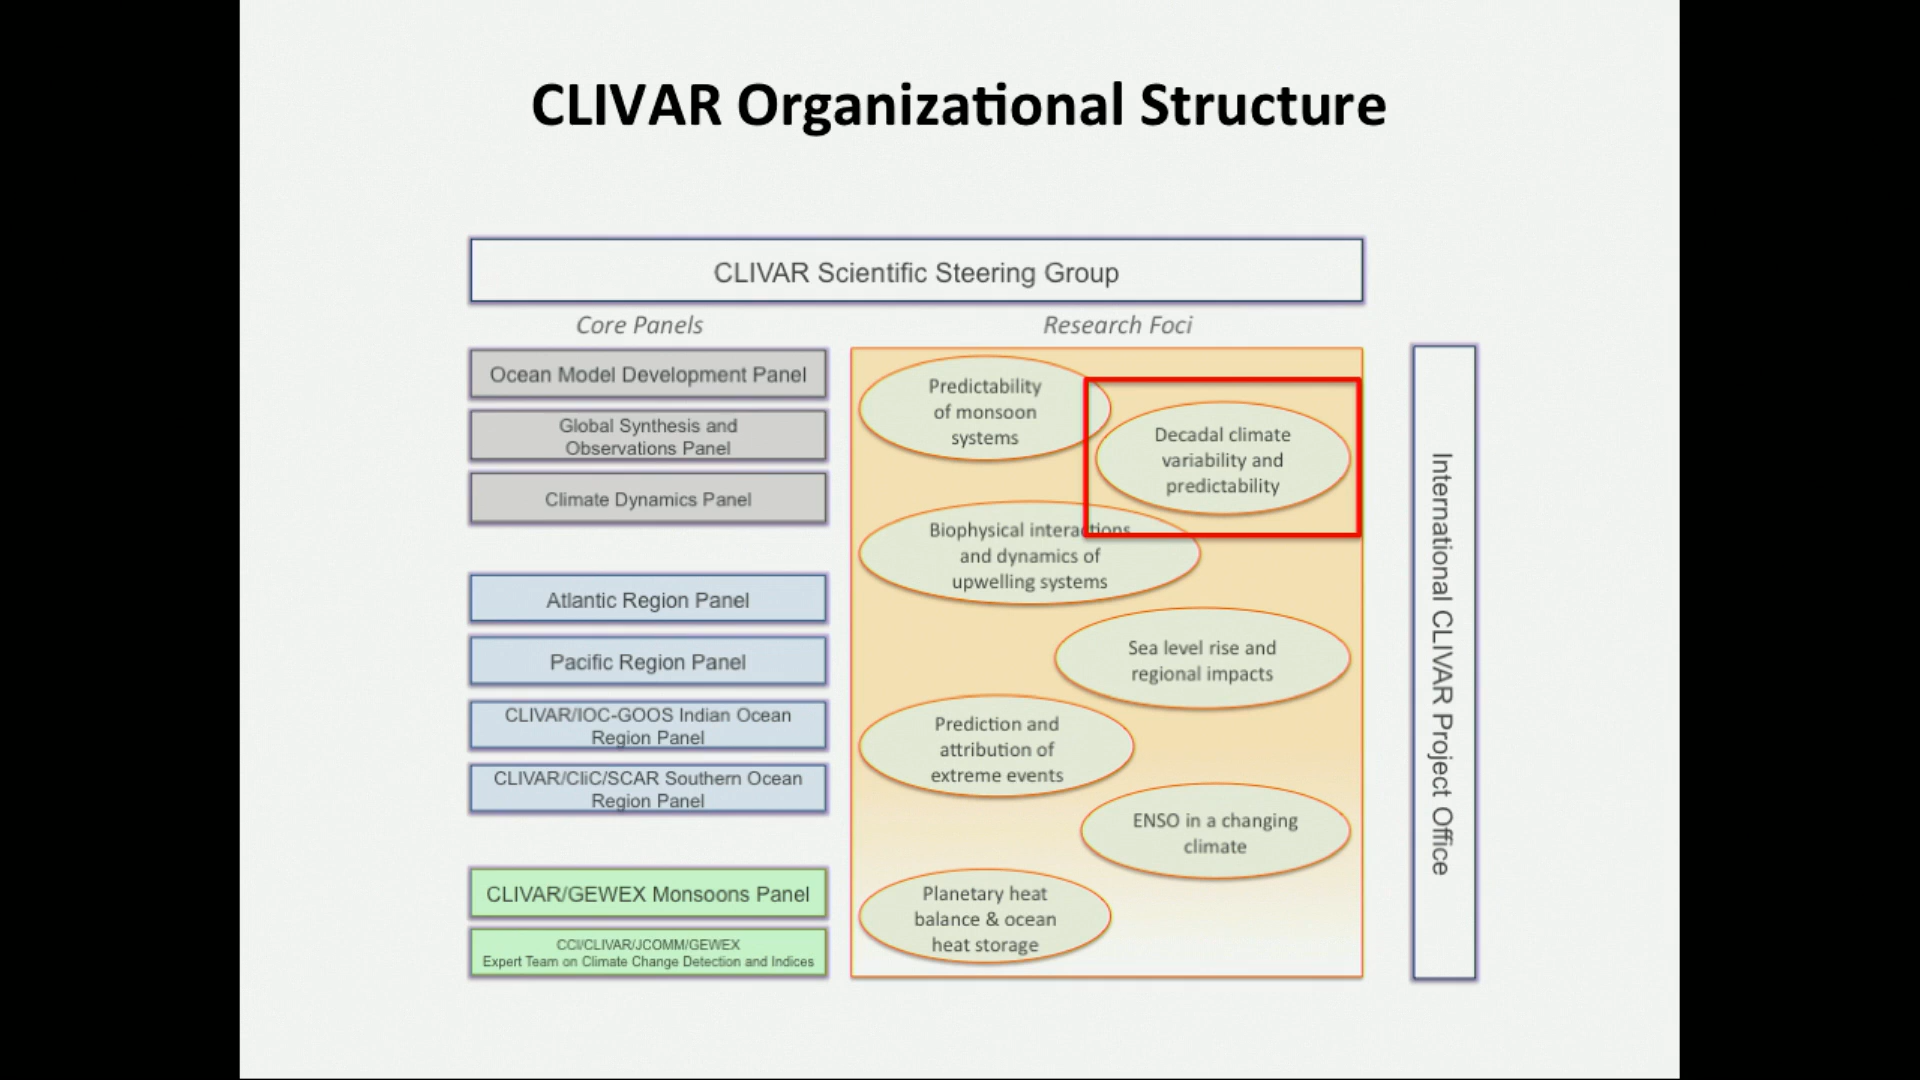 CLIVAR Organizational Structure
CLIVAR Scientific Steering Group
Core Panels
Ocean Model Development Panel
Global Synthesis and
Observations Panel
Climate Dynamics Panel
Atlantic Region Panel
Pacific Region Panel
CLIVAR/IOC-GOOS Indian Ocean
Region Panel
CLIVAR/CliC/SCAR Southern Ocean
Region Panel
CLIVAR/GEWEX Monsoons Panel
CCl/CLIVAR/JCOMM/GEWEX
Expert Team on Climate Change Detection and Indices
Research Foci
Predictability
of monsoon
systems
Decadal climate
variability and
predictability
Biophysical interactions
and dynamics of
upwelling systems
Sea level rise and
regional impacts
Prediction and
attribution of
extreme events
ENSO in a changing
climate
Planetary heat
balance & ocean
heat storage
International CLIVAR Project Office